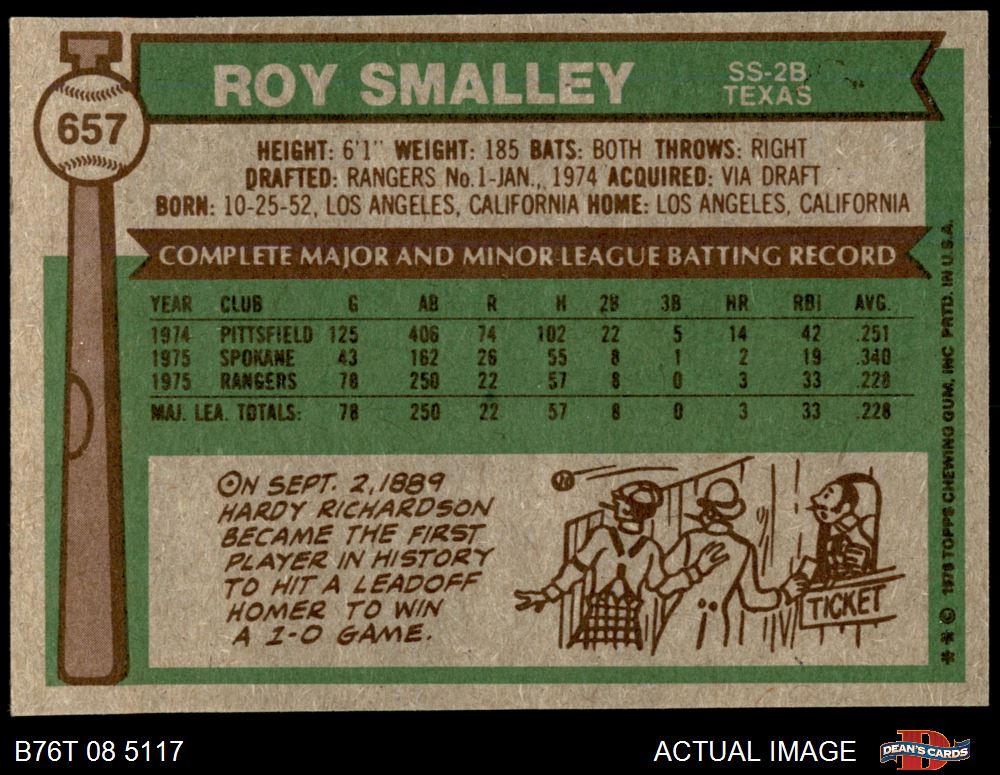 657
ROY SMALLEY
SS-2B
TEXAS
HEIGHT: 6'1" WEIGHT: 185 BATS: BOTH THROWS: RIGHT
DRAFTED: RANGERS No.1-JAN., 1974 ACQUIRED: VIA DRAFT
BORN: 10-25-52, LOS ANGELES, CALIFORNIA HOME: LOS ANGELES, CALIFORNIA
COMPLETE MAJOR AND MINOR LEAGUE BATTING RECORD
YEAR CLUB G AB R H 2B 3B HR RBI AVG.
1974 PITTSFIELD 125 406 74 102 22 5 14 42 .251
1975 SPOKANE 43 162 26 55 8 1 2 19 .340
1975 RANGERS 78 250 22 57 8 0 3 33 .228
MAJ. LEA. TOTALS: 78 250 22 57 8 0 3 33 .228
ON SEPT. 2, 1889
HARDY RICHARDSON
BECAME THE FIRST
PLAYER IN HISTORY
TO HIT A LEADOFF
HOMER TO WIN
A 1-0 GAME.
TICKET
** © 1976 TOPPS CHEWING GUM, INC PRTD. IN U.S.A.
B76T 08 5117
ACTUAL IMAGE
D
DEAN'S CARDS